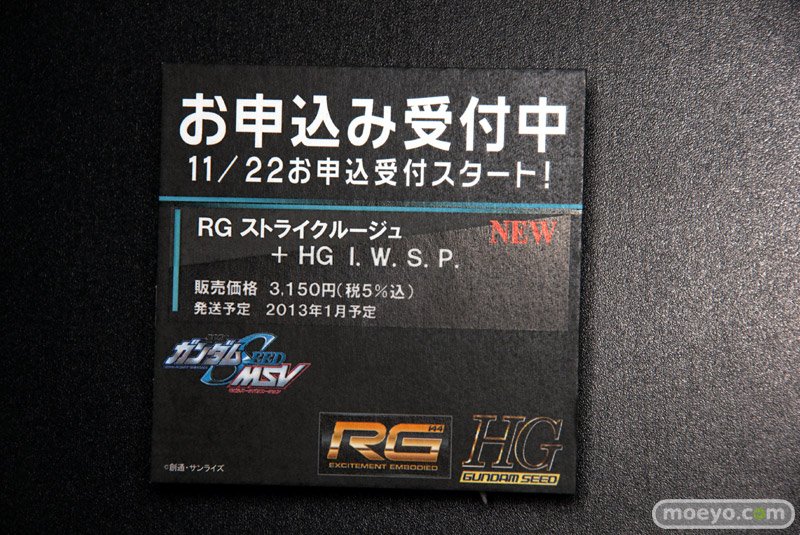 お申込み受付中
11/22お申込受付スタート!
RG ストライクルージュ
NEW
+ HG I. W. S. P.
販売価格 3,150円(税5%込)
発送予定 2013年1月予定
ガンダムSEED
MSV
RG
144
EXCITEMENT EMBODIED
HG
GUNDAM SEED
©創通・サンライズ
moeyo.com